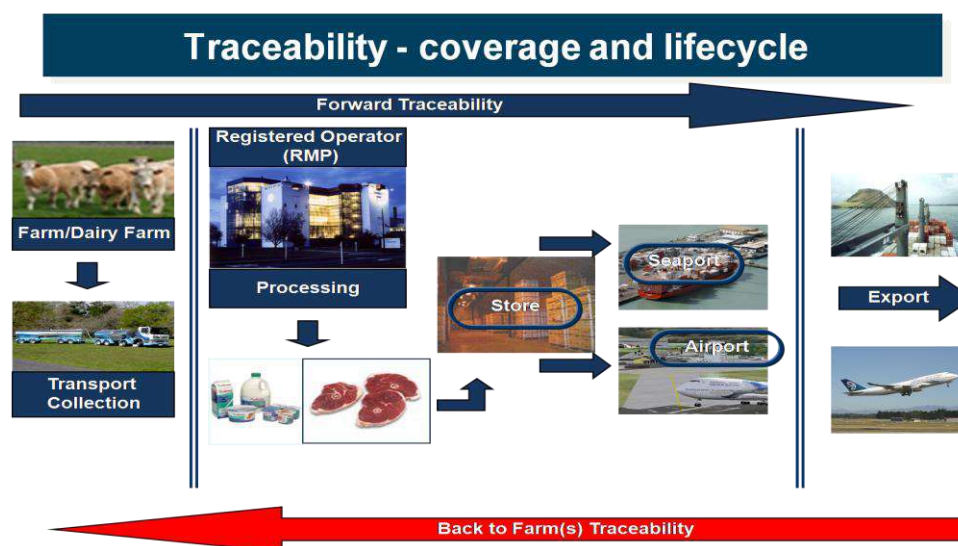 Traceability - coverage and lifecycle
Forward Traceability
Farm/Dairy Farm
Transport
Collection
Registered Operator
(RMP)
Processing
Store
Seaport
Airport
Export
Back to Farm(s) Traceability